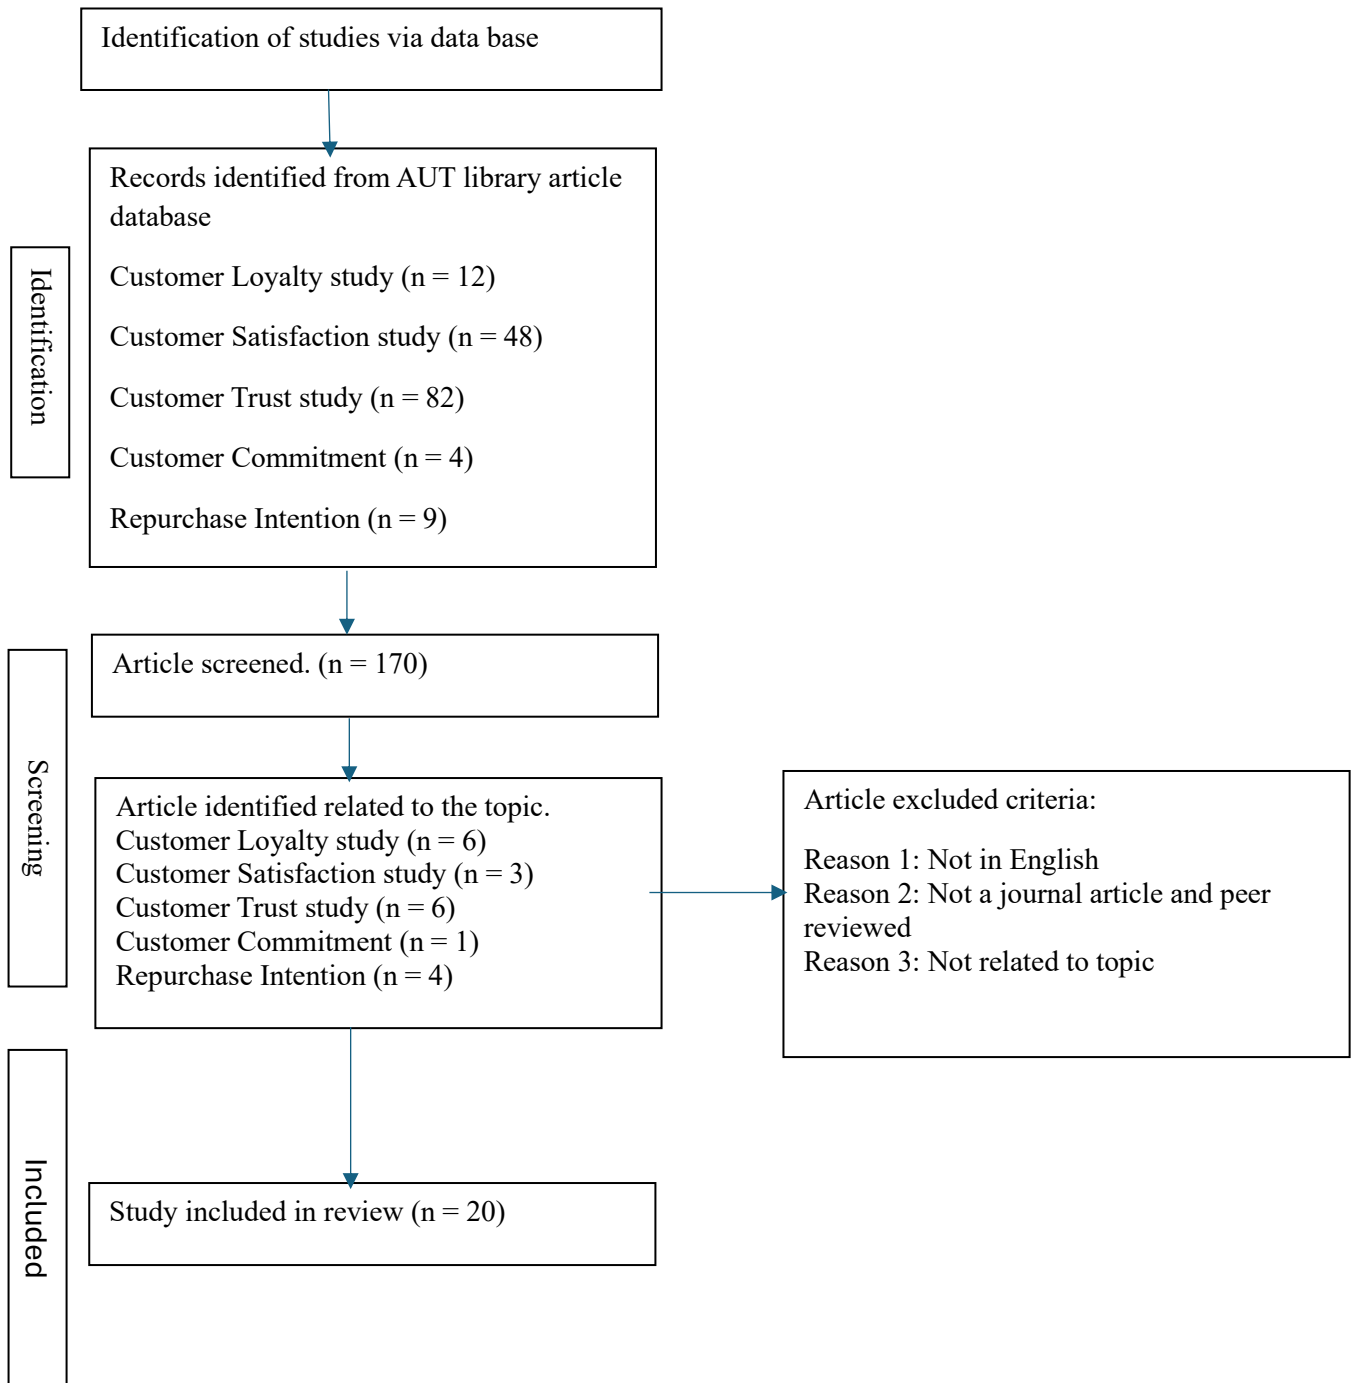 Identification of studies via data base
Identification
Records identified from AUT library article
database
Customer Loyalty study (n = 12)
Customer Satisfaction study (n = 48)
Customer Trust study (n = 82)
Customer Commitment (n = 4)
Repurchase Intention (n = 9)
Screening
Article screened. (n = 170)
Article identified related to the topic.
Customer Loyalty study (n = 6)
Customer Satisfaction study (n = 3)
Customer Trust study (n = 6)
Customer Commitment (n = 1)
Repurchase Intention (n = 4)
Article excluded criteria:
Reason 1: Not in English
Reason 2: Not a journal article and peer
reviewed
Reason 3: Not related to topic
Included
Study included in review (n = 20)